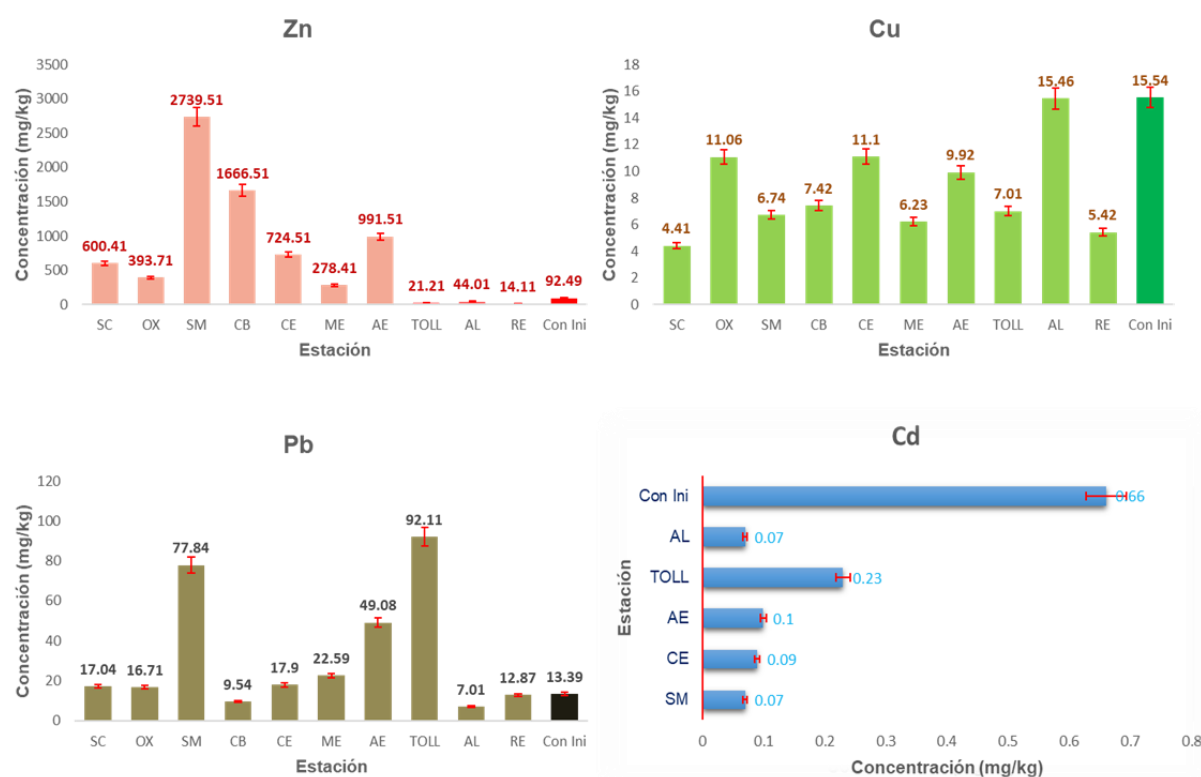 Zn
Concentración (mg/kg)
3500
3000
2500
2000
1500
1000
500
0
600.41 393.71 2739.51 1666.51 724.51 278.41 991.51 21.21 44.01 14.11 92.49
SC OX SM CB CE ME AE TOLL AL RE Con Ini
Estación
Cu
Concentración (mg/kg)
18
16
14
12
10
8
6
4
2
0
4.41 11.06 6.74 7.42 11.1 6.23 9.92 7.01 15.46 5.42 15.54
SC OX SM CB CE ME AE TOLL AL RE Con Ini
Estación
Pb
Concentración (mg/kg)
120
100
80
60
40
20
0
17.04 16.71 77.84 9.54 17.9 22.59 49.08 92.11 7.01 12.87 13.39
SC OX SM CB CE ME AE TOLL AL RE Con Ini
Estación
Cd
Estación
Con Ini 0.66
AL 0.07
TOLL 0.23
AE 0.1
CE 0.09
SM 0.07
0 0.1 0.2 0.3 0.4 0.5 0.6 0.7 0.8
Concentración (mg/kg)